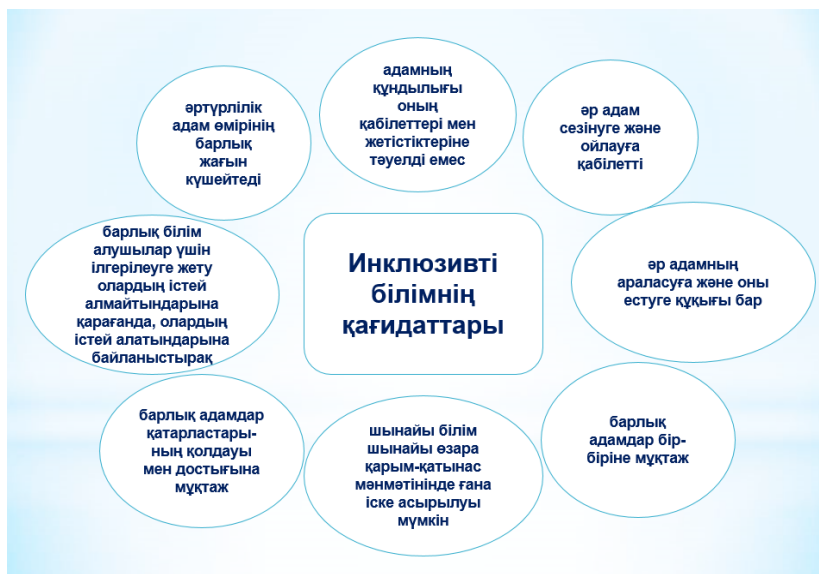 Инклюзивті
білімнің
қағидаттары
адамның
құндылығы
оның
қабілеттері мен
жетістіктеріне
тәуелді емес
әр адам
сезінуге және
ойлауға
қабілетті
әр адамның
араласуға және оны
естуге құқығы бар
барлық
адамдар бір-
біріне мұқтаж
шынайы білім
шынайы өзара
қарым-қатынас
мәнмәтінінде ғана
іске асырылуы
мүмкін
барлық адамдар
қатарластары-
ның қолдауы
мен достығына
мұқтаж
барлық білім
алушылар үшін
ілгерілеуге жету
олардың істей
алмайтындарына
қарағанда, олардың
істей алатындарына
байланыстырақ
әртүрлілік
адам өмірінің
барлық
жағын
күшейтеді